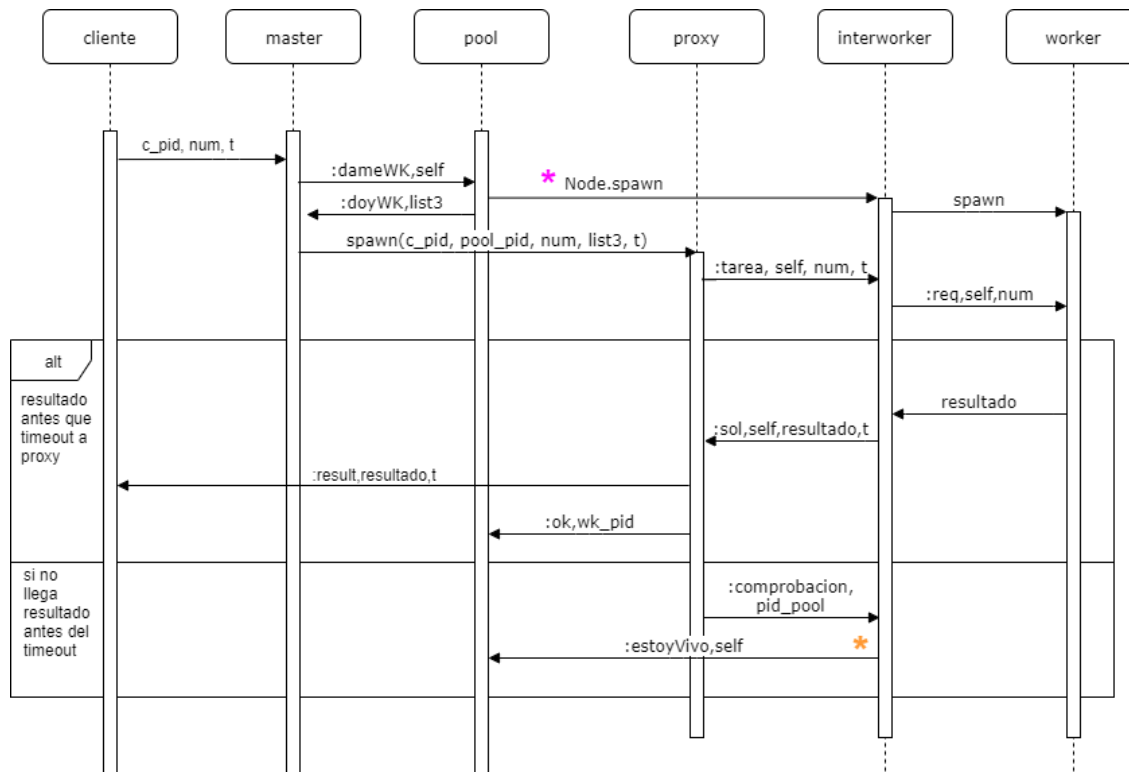 cliente
master
pool
proxy
interworker
worker
c_pid, num, t
:dameWK,self
* Node.spawn
:doyWK,list3
spawn
spawn(c_pid, pool_pid, num, list3, t)
:tarea, self, num, t
:req,self,num
alt
resultado
antes que
timeout a
proxy
resultado
:sol,self,resultado,t
:result,resultado,t
:ok,wk_pid
si no
llega
resultado
antes del
timeout
:comprobacion,
pid_pool
:estoyVivo,self *